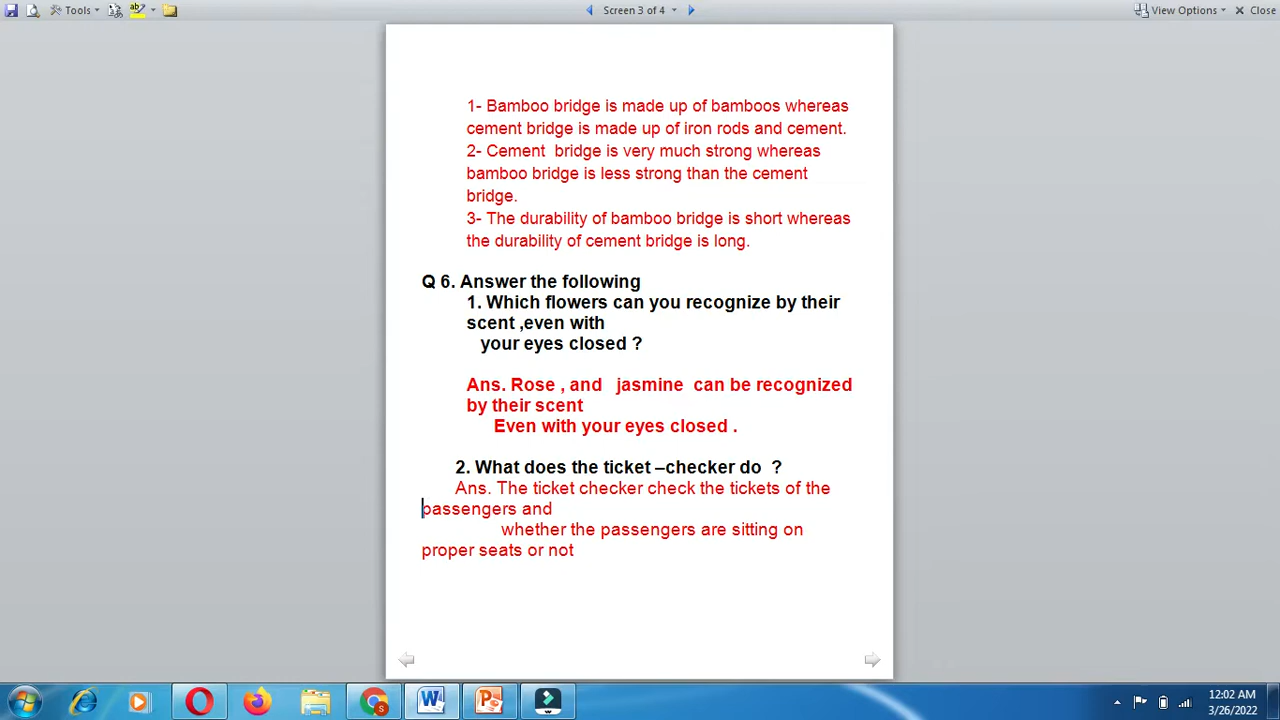 Tools
Screen 3 of 4
View Options
Close
1- Bamboo bridge is made up of bamboos whereas
cement bridge is made up of iron rods and cement.
2- Cement  bridge is very much strong whereas
bamboo bridge is less strong than the cement
bridge.
3- The durability of bamboo bridge is short whereas
the durability of cement bridge is long.
Q 6. Answer the following
1. Which flowers can you recognize by their
scent ,even with
your eyes closed ?
Ans. Rose , and   jasmine  can be recognized
by their scent
Even with your eyes closed .
2. What does the ticket –checker do  ?
Ans. The ticket checker check the tickets of the
passengers and
whether the passengers are sitting on
proper seats or not
12:02 AM
3/26/2022